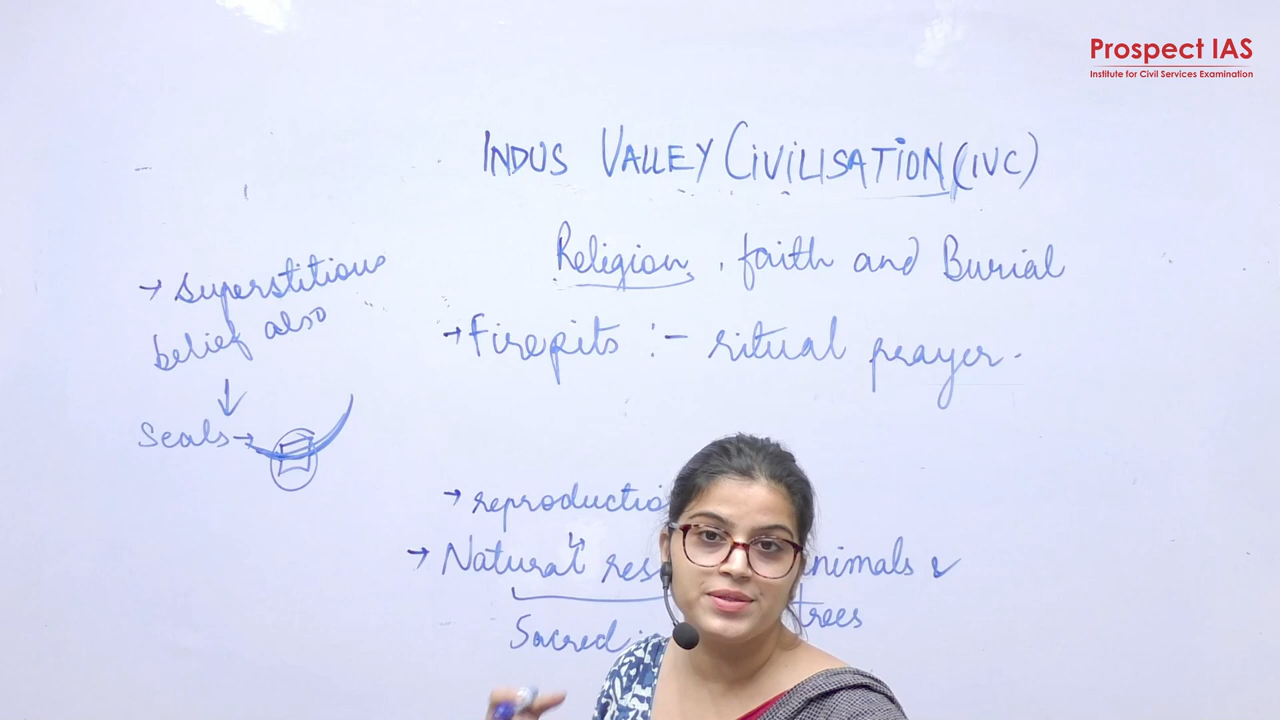 Prospect IAS
Institute for Civil Services Examination
INDUS VALLEY CIVILISATION (IVC)
Religion, faith and Burial
→ Firepits :- ritual prayer.
→ superstitious
belief also
↓
Seals →
→ reproductio
→ Natural res nimals &
trees
Sacred